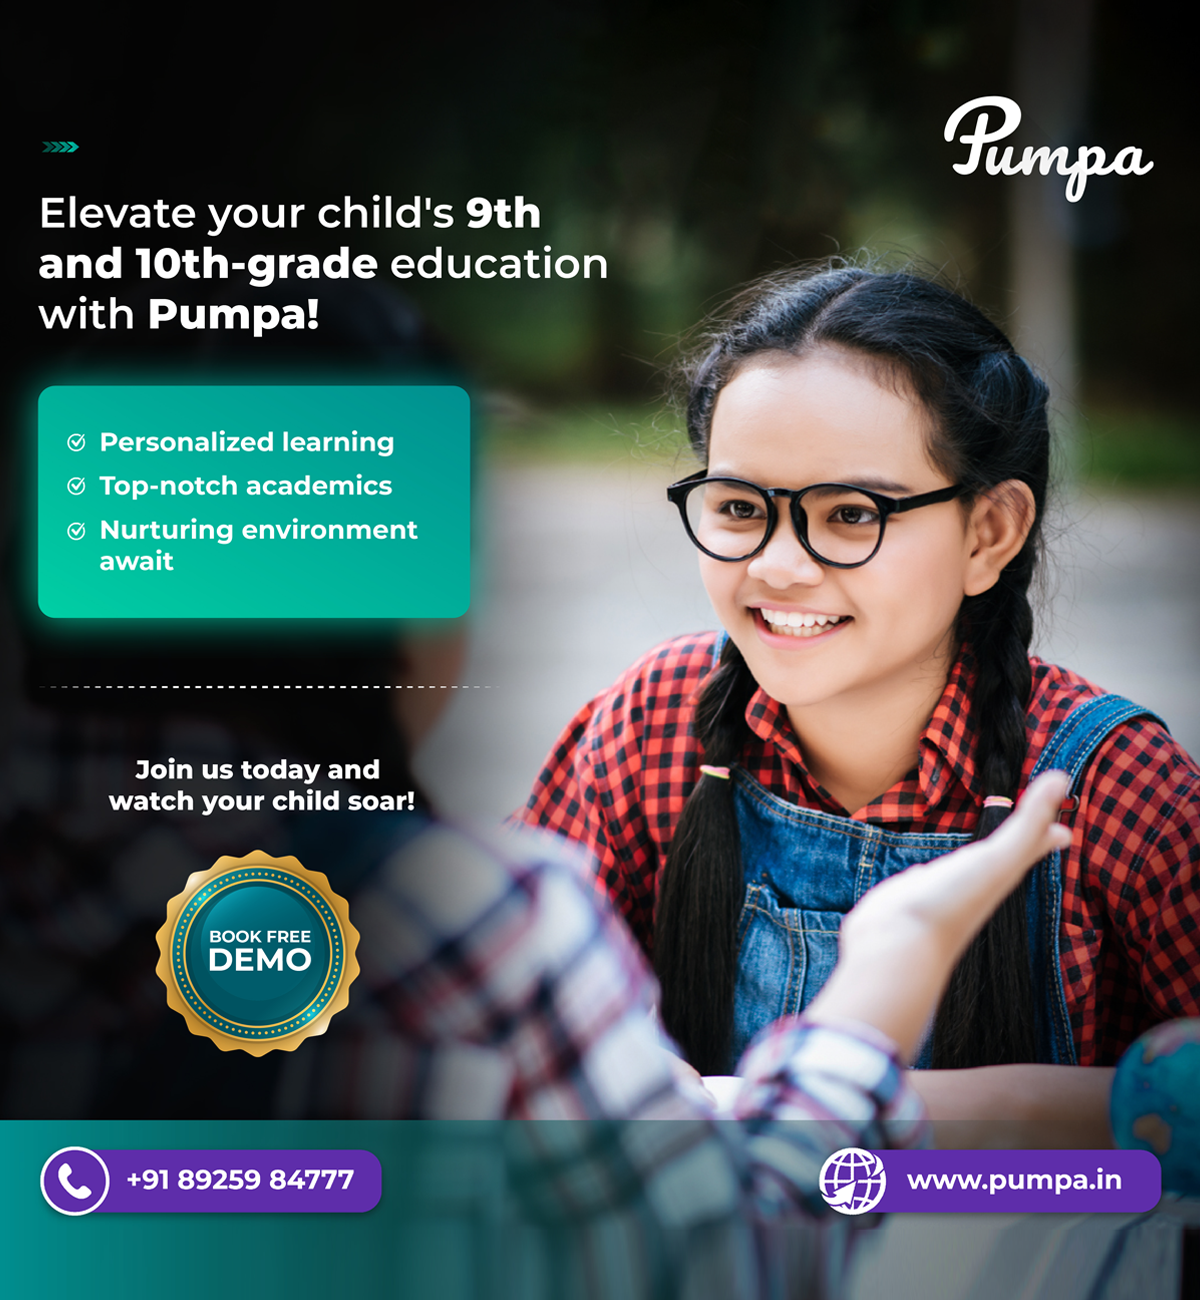 Pumpa
Elevate your child's 9th
and 10th-grade education
with Pumpa!
Personalized learning
Top-notch academics
Nurturing environment
await
Join us today and
watch your child soar!
BOOK FREE
DEMO
+91 89259 84777
www.pumpa.in